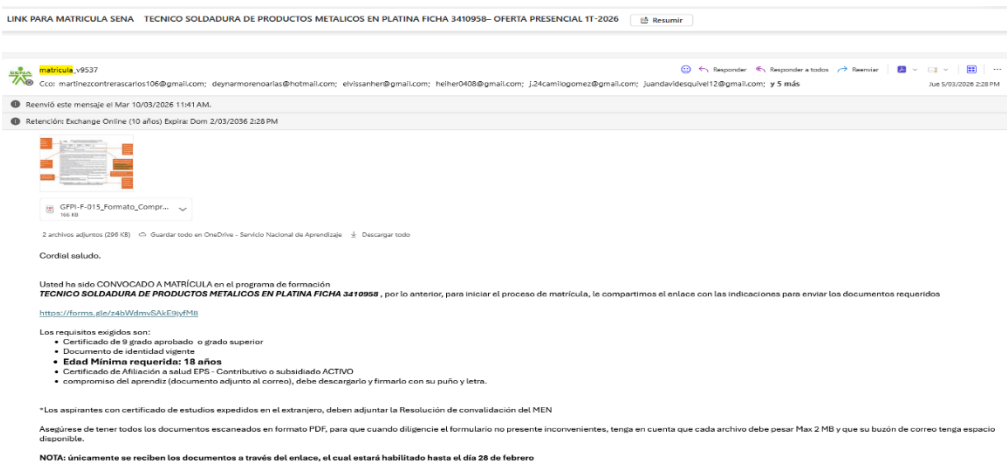 LINK PARA MATRICULA SENA TECNICO SOLDADURA DE PRODUCTOS METALICOS EN PLATINA FICHA 3410958– OFERTA PRESENCIAL 1T-2026 Resumir
matricula_v9537
Responder Responder a todos Reenviar
Cco: martinezcontrerascarlos106@gmail.com; deynarmorenoarias@hotmail.com; elvissanher@gmail.com; heiher0408@gmail.com; j.24camilogomez@gmail.com; juandavidesquivel12@gmail.com; y 5 más
Jue 5/03/2026 2:28 PM
Reenvió este mensaje el Mar 10/03/2026 11:41 AM.
Retención: Exchange Online (10 años) Expira: Dom 2/03/2036 2:28 PM
GFPI-F-015_Formato_Compr...
166 KB
2 archivos adjuntos (296 KB) Guardar todo en OneDrive - Servicio Nacional de Aprendizaje Descargar todo
Cordial saludo.
Usted ha sido CONVOCADO A MATRÍCULA en el programa de formación
TECNICO SOLDADURA DE PRODUCTOS METALICOS EN PLATINA FICHA 3410958 , por lo anterior, para iniciar el proceso de matrícula, le compartimos el enlace con las indicaciones para enviar los documentos requeridos
Los requisitos exigidos son:
• Certificado de 9 grado aprobado o grado superior
• Documento de identidad vigente
• Edad Mínima requerida: 18 años
• Certificado de Afiliación a salud EPS - Contributivo o subsidiado ACTIVO
• compromiso del aprendiz (documento adjunto al correo), debe descargarlo y firmarlo con su puño y letra.
*Los aspirantes con certificado de estudios expedidos en el extranjero, deben adjuntar la Resolución de convalidación del MEN
Asegúrese de tener todos los documentos escaneados en formato PDF, para que cuando diligencie el formulario no presente inconvenientes, tenga en cuenta que cada archivo debe pesar Max 2 MB y que su buzón de correo tenga espacio
disponible.
NOTA: únicamente se reciben los documentos a través del enlace, el cual estará habilitado hasta el día 28 de febrero